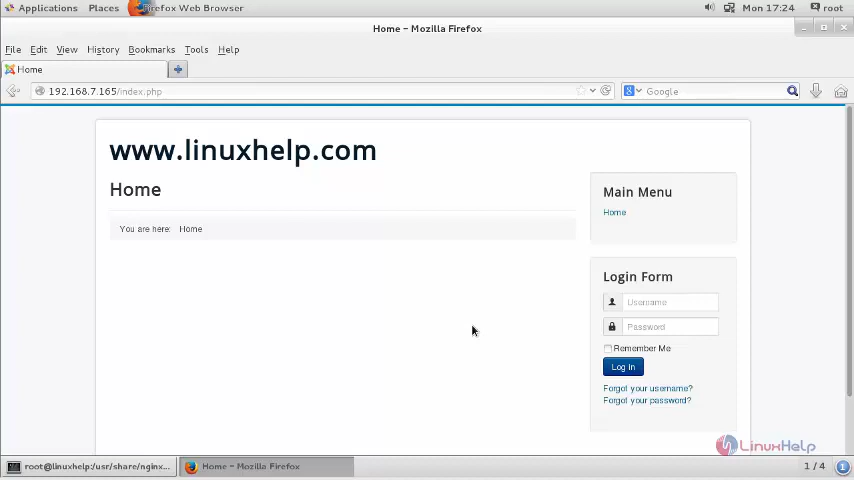 Applications Places Firefox Web Browser Mon 17:24 root
Home - Mozilla Firefox
File Edit View History Bookmarks Tools Help
Home
192.168.7.165/index.php Google
www.linuxhelp.com
Home
You are here: Home
Main Menu
Home
Login Form
Username
Password
Remember Me
Log in
Forgot your username?
Forgot your password?
LinuxHelp
root@linuxhelp:/usr/share/nginx... Home - Mozilla Firefox 1 / 4 1